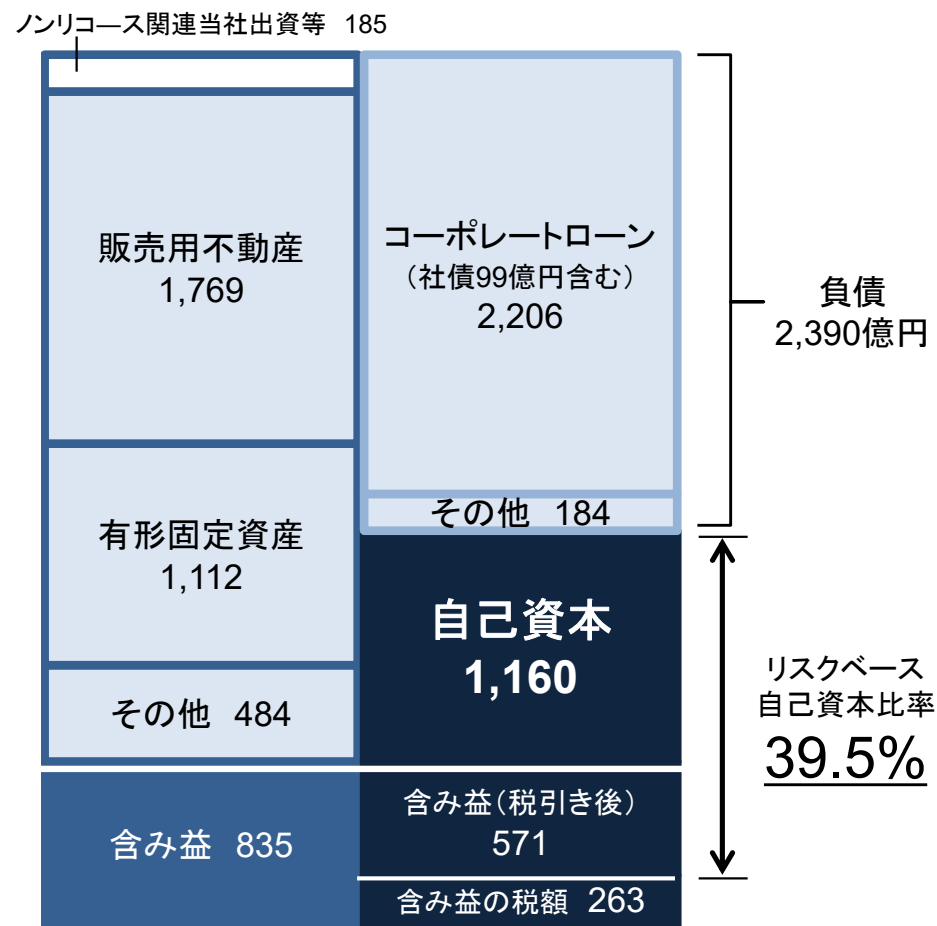 ノンリコ―ス関連当社出資等 185
販売用不動産
1,769
有形固定資産
1,112
その他 484
含み益 835
コーポレートローン
（社債99億円含む）
2,206
その他 184
自己資本
1,160
含み益（税引き後）
571
含み益の税額 263
負債
2,390億円
リスクベース
自己資本比率
39.5%